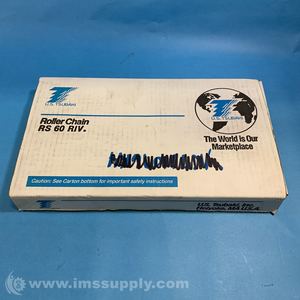 U.S. TSUBAKI
Roller Chain
RS 60 RIV.
U.S. TSUBAKI
The World is Our
Marketplace
Caution: See Carton bottom for important safety instructions
U.S. Tsubaki, Inc.
Holyoke, MA U.S.A.
© www.imssupply.com